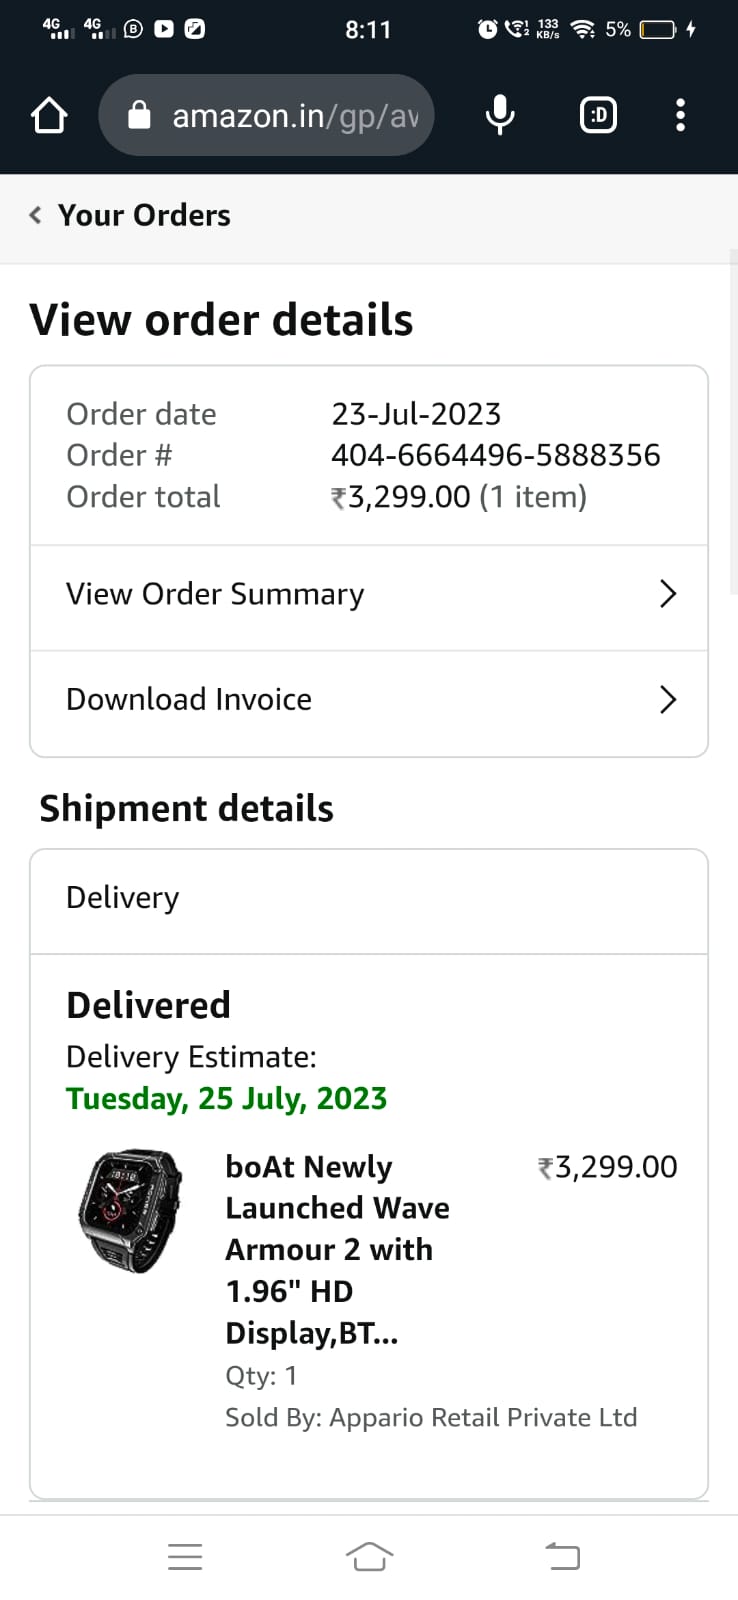 4G 4G 8:11 133 KB/s 5%
amazon.in/gp/av
:D
Your Orders
View order details
Order date 23-Jul-2023
Order # 404-6664496-5888356
Order total ₹3,299.00 (1 item)
View Order Summary
Download Invoice
Shipment details
Delivery
Delivered
Delivery Estimate:
Tuesday, 25 July, 2023
boAt Newly ₹3,299.00
Launched Wave
Armour 2 with
1.96" HD
Display,BT...
Qty: 1
Sold By: Appario Retail Private Ltd